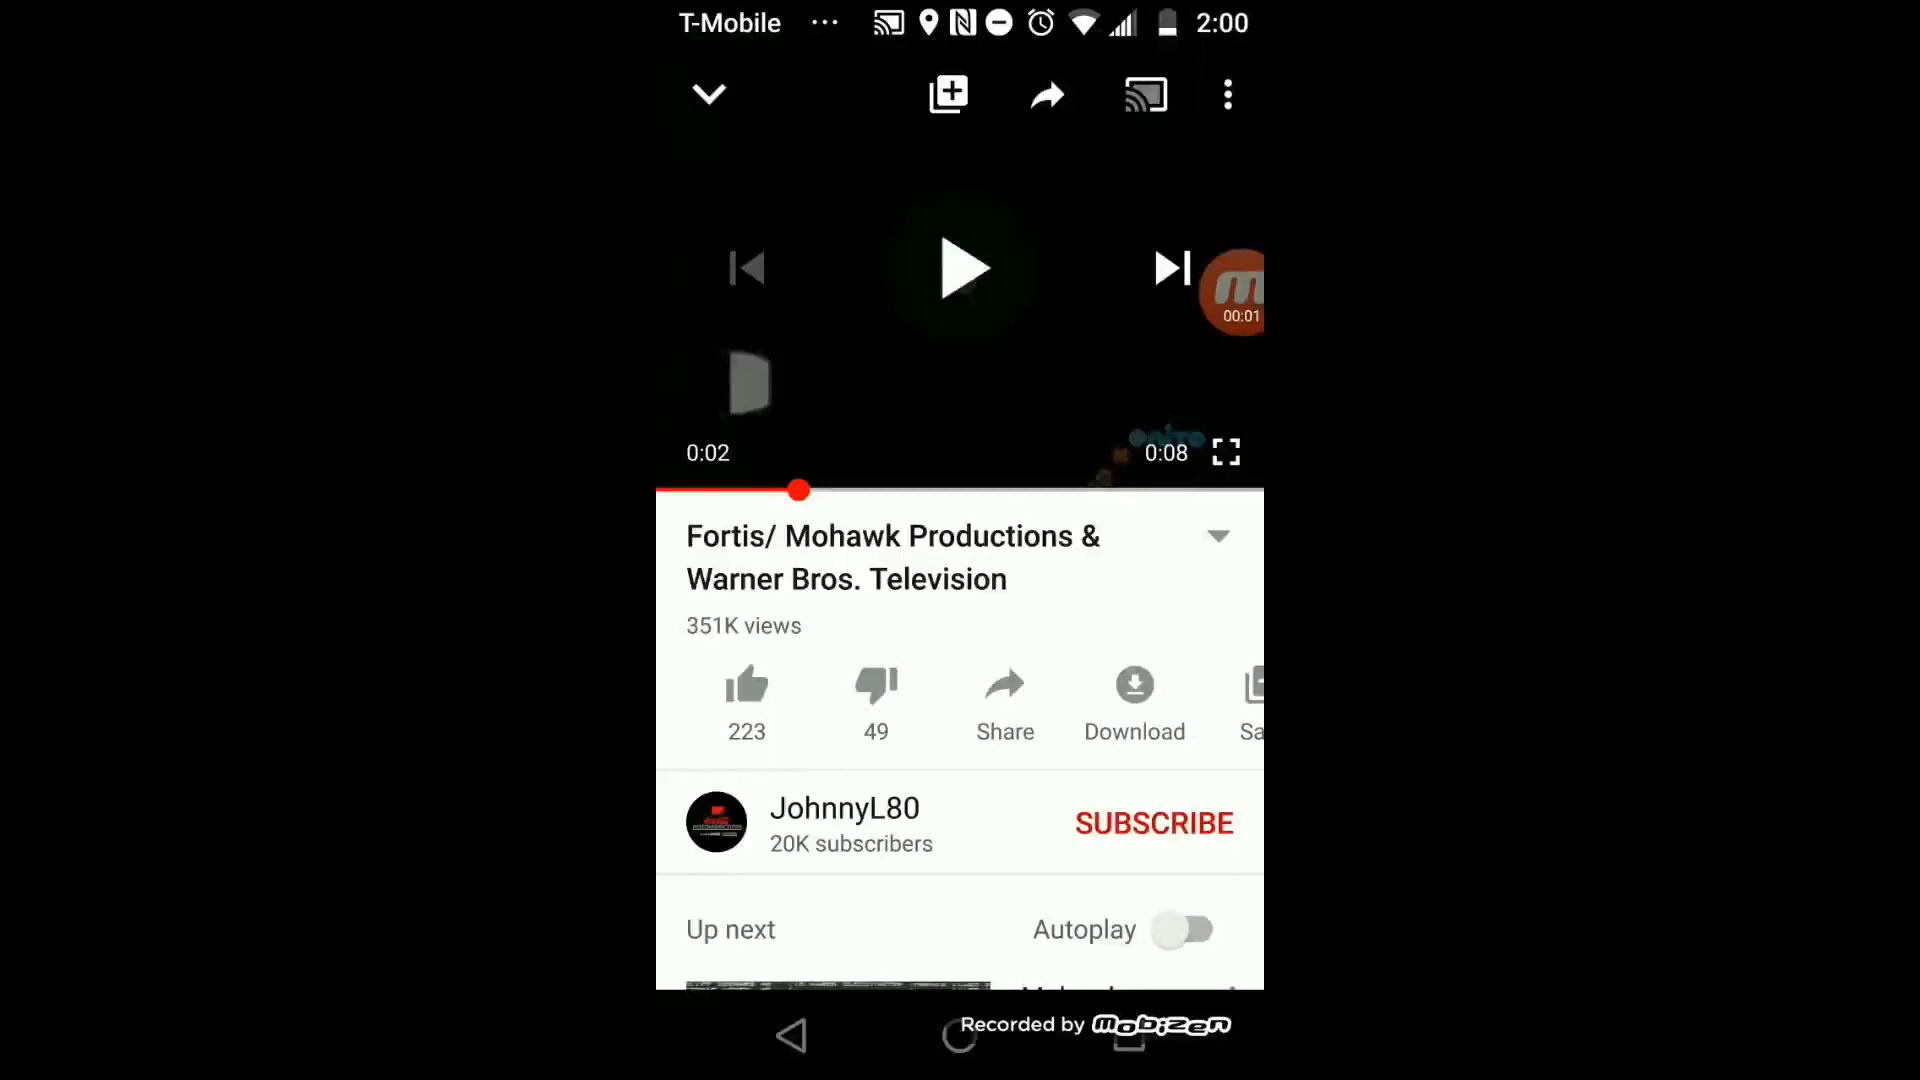 T-Mobile ... 2:00
00:01
0:02 0:08
Fortis/ Mohawk Productions &
Warner Bros. Television
351K views
223 49 Share Download Sa
JohnnyL80
20K subscribers
SUBSCRIBE
Up next Autoplay
Recorded by mobizen